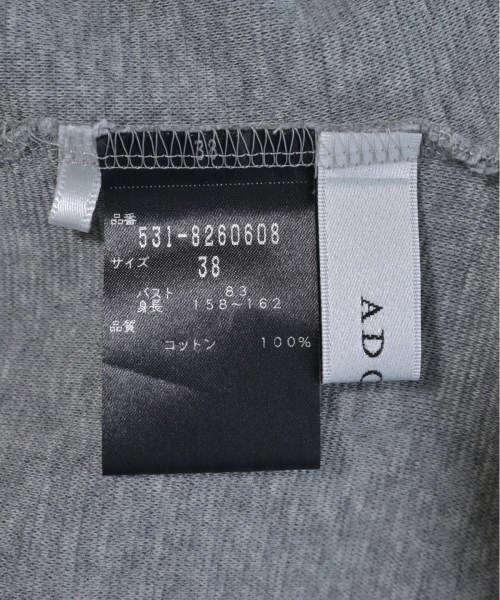 38
品番
531-8260608
サイズ 38
バスト 83
身長 158~162
品質
コットン 100%
ADO